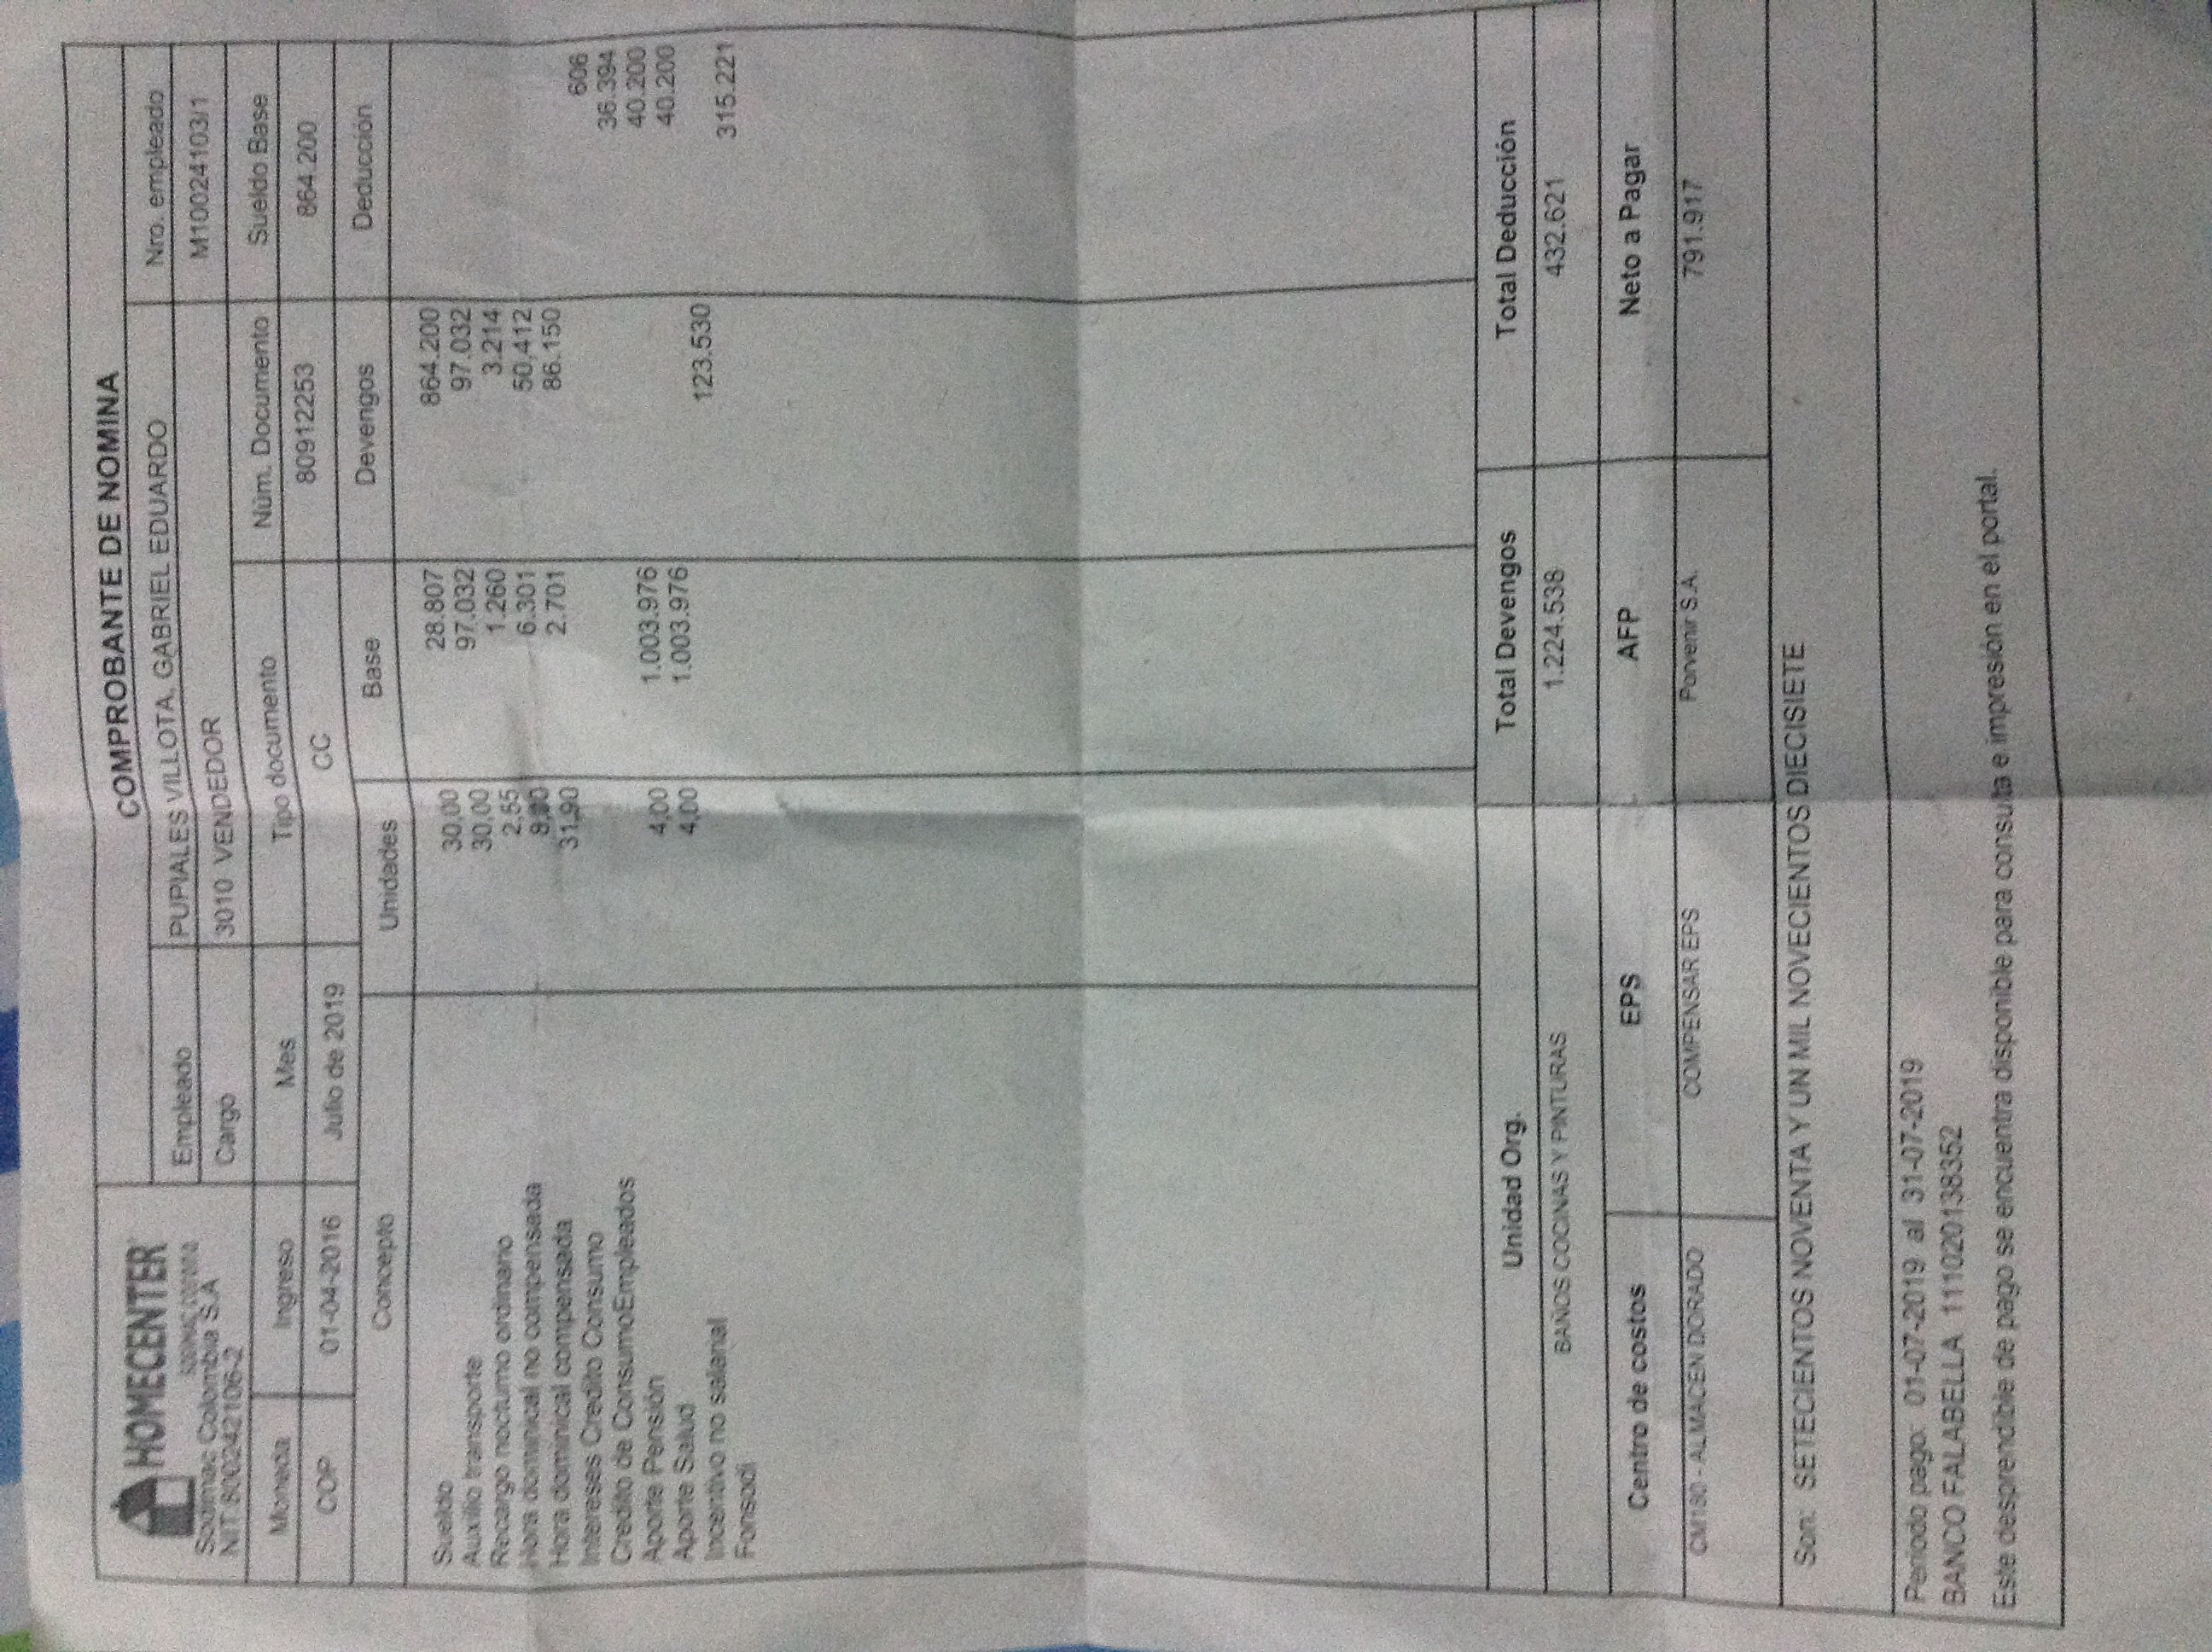 COMPROBANTE DE NOMINA
HOMECENTER
SODIMAC
Sodimac Colombia S.A
NIT 800242106-2
Empleado PUPIALES VILLOTA, GABRIEL EDUARDO Nro. empleado
Cargo 3010 VENDEDOR M10024103/1
Moneda Ingreso Mes Tipo documento Núm. Documento Sueldo Base
COP 01-04-2016 Julio de 2019 CC 80912253 864.200
Concepto Unidades Base Devengos Deducción
Sueldo 30,00 28.807 864.200
Auxilio transporte 30,00 97.032 97.032
Recargo nocturno ordinario 2,55 1.260 3.214
Hora dominical no compensada 6.301 50.412
Hora dominical compensada 31,90 2.701 86.150
Intereses Credito Consumo 606
Credito de ConsumoEmpleados 36.394
Aporte Pensión 4,00 1.003.976 40.200
Aporte Salud 4,00 1.003.976 40.200
Incentivo no salarial 123.530
Fonsodi 315.221
Unidad Org. Total Devengos Total Deducción
BAÑOS COCINAS Y PINTURAS 1.224.538 432.621
Centro de costos EPS AFP Neto a Pagar
ALMACEN DORADO COMPENSAR EPS Porvenir S.A. 791.917
Son: SETECIENTOS NOVENTA Y UN MIL NOVECIENTOS DIECISIETE
Periodo pago: 01-07-2019 al 31-07-2019
BANCO FALABELLA 111020138352
Este desprendible de pago se encuentra disponible para consulta e impresión en el portal.